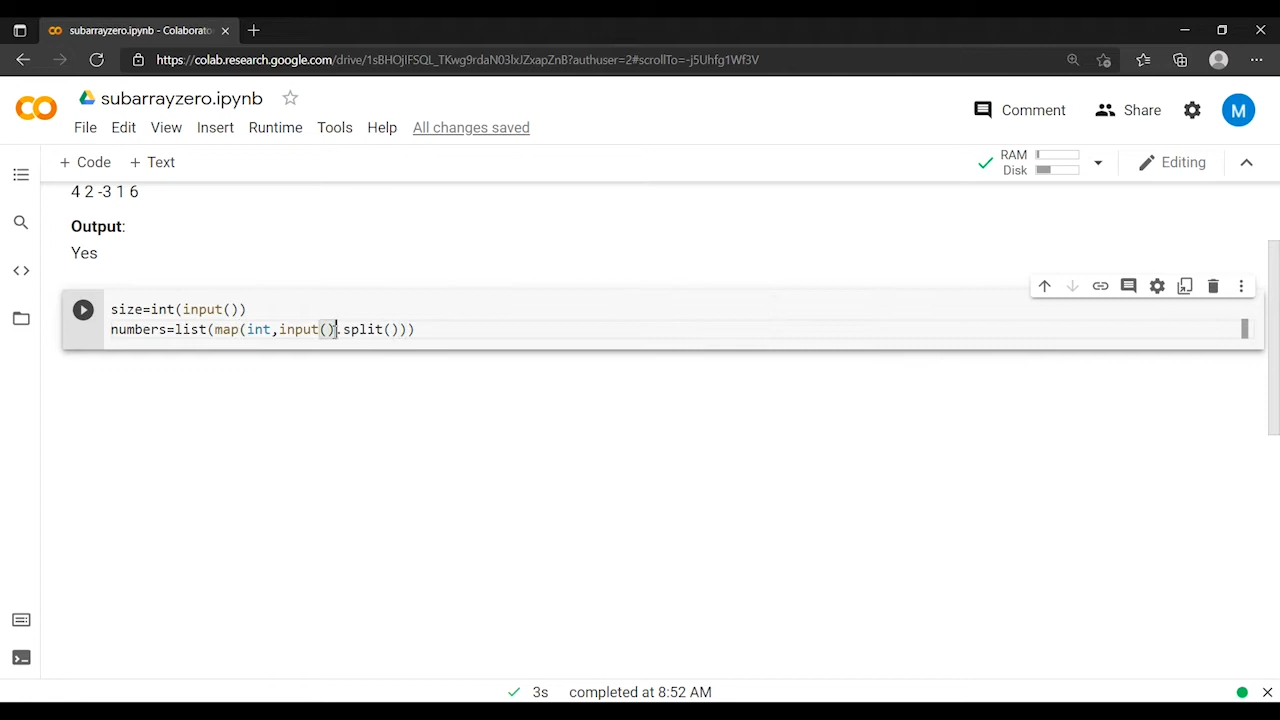 subarrayzero.ipynb - Colaborato
https://colab.research.google.com/drive/1sBHOjIFSQL_TKwg9rdaN03lxJZxapZnB?authuser=2#scrollTo=-j5Uhfg1Wf3V
subarrayzero.ipynb
Comment
Share
M
File Edit View Insert Runtime Tools Help All changes saved
+ Code + Text
RAM
Disk
Editing
4 2 -3 1 6
Output:
Yes
size=int(input())
numbers=list(map(int,input().split()))
3s completed at 8:52 AM